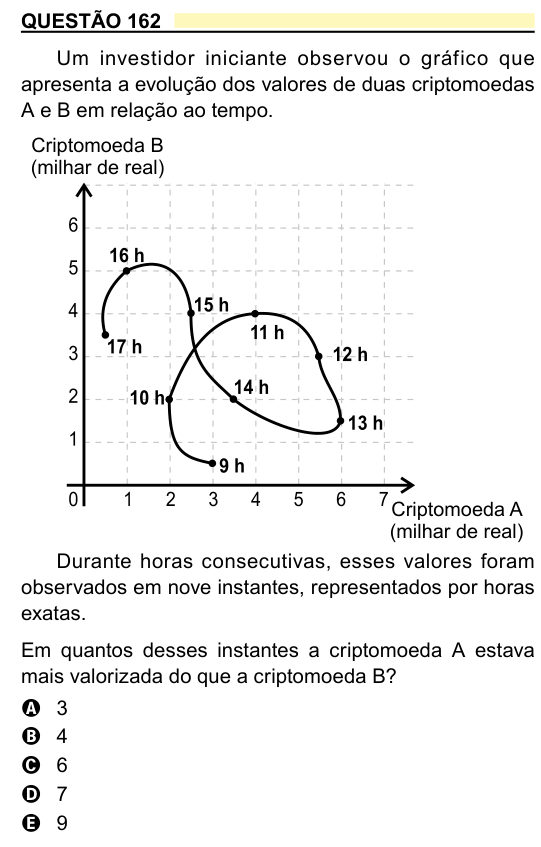 QUESTÃO 162
Um investidor iniciante observou o gráfico que
apresenta a evolução dos valores de duas criptomoedas
A e B em relação ao tempo.
Criptomoeda B
(milhar de real)
6
5
4
3
2
1
16 h
15 h
17 h
11 h
12 h
14 h
10 h
13 h
9 h
0 1 2 3 4 5 6 7
Criptomoeda A
(milhar de real)
Durante horas consecutivas, esses valores foram
observados em nove instantes, representados por horas
exatas.
Em quantos desses instantes a criptomoeda A estava
mais valorizada do que a criptomoeda B?
A 3
B 4
C 6
D 7
E 9